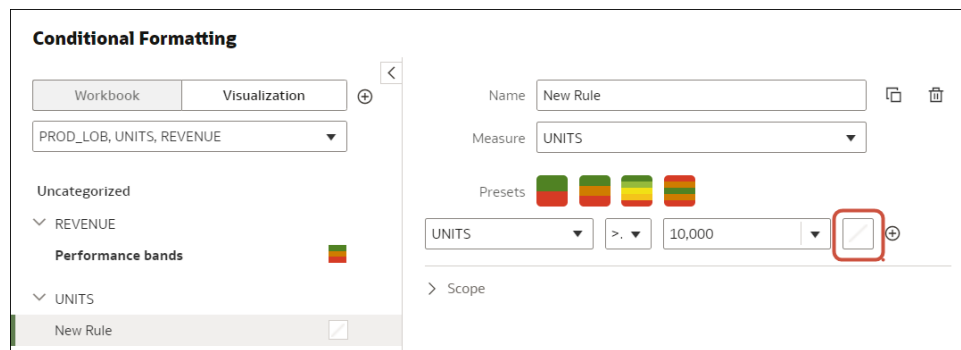 Conditional Formatting
Workbook
Visualization
PROD_LOB, UNITS, REVENUE
Uncategorized
REVENUE
Performance bands
UNITS
New Rule
Name
New Rule
Measure
UNITS
Presets
UNITS
>.
10,000
Scope